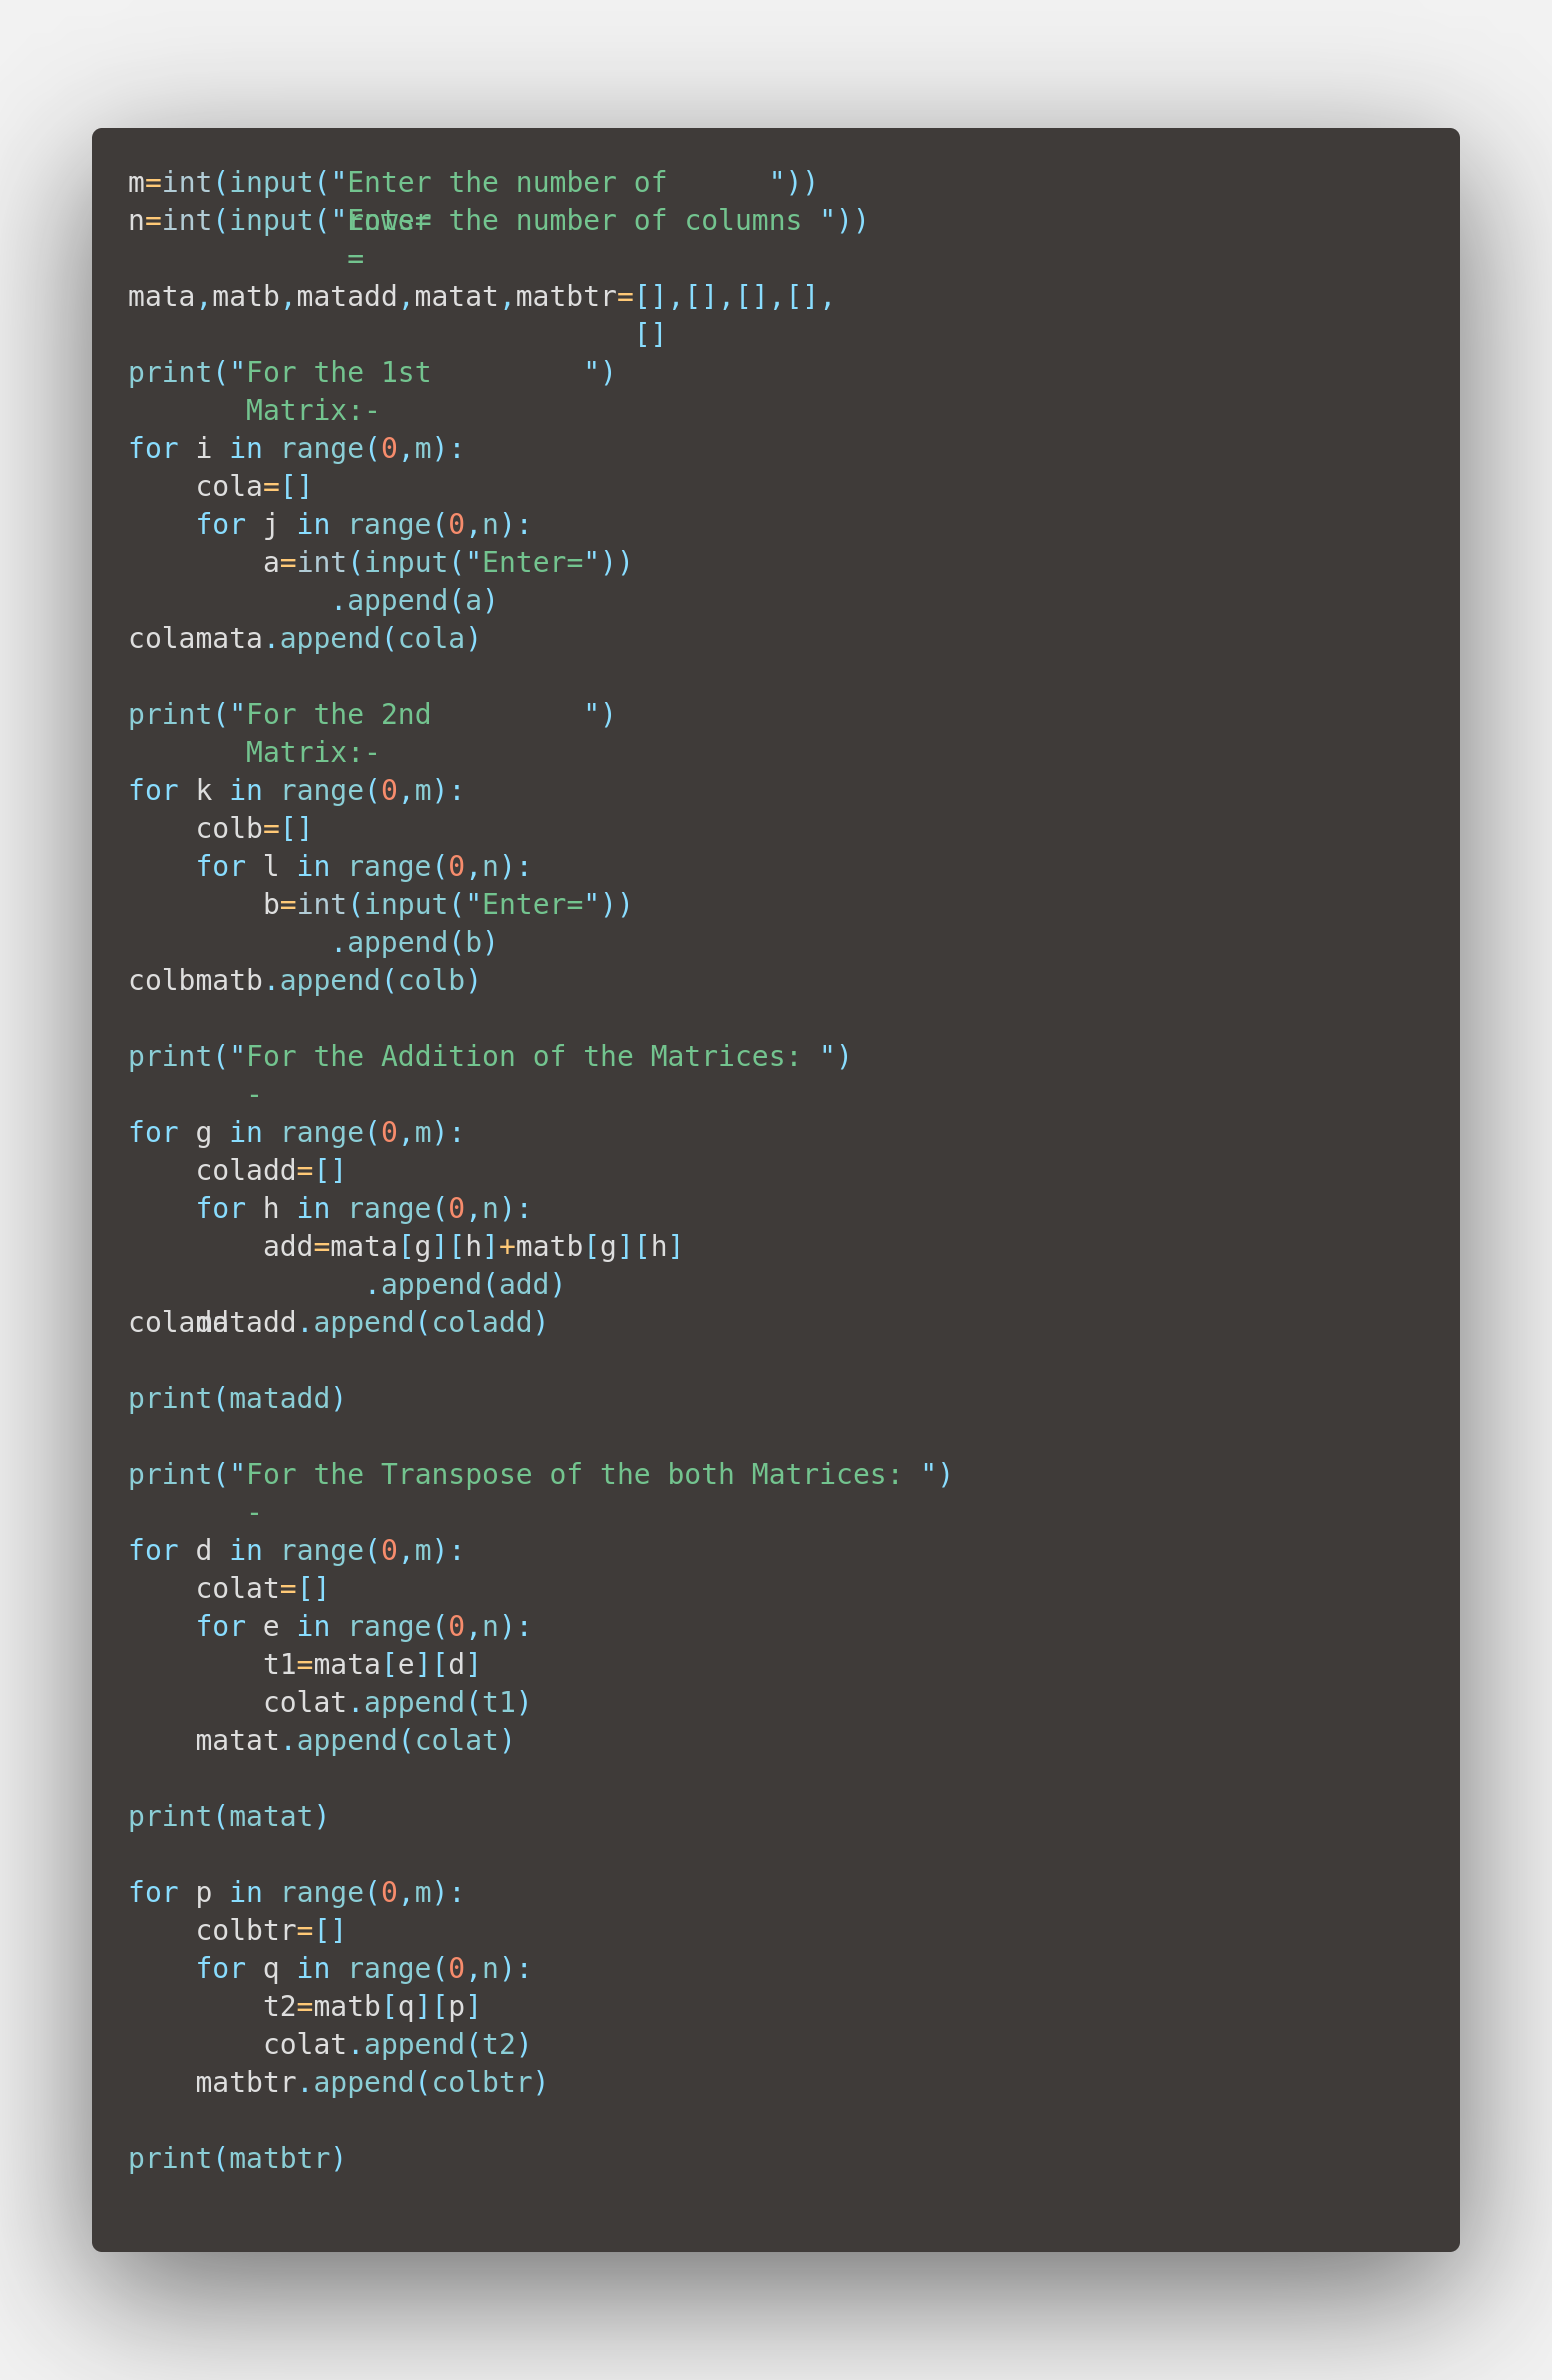 m=int(input("Enter the number of rows="))
n=int(input("Enter the number of columns ="))

mata,matb,matadd,matat,matbtr=[],[],[],[],[]

print("For the 1st Matrix:-")

for i in range(0,m):
    cola=[]
    for j in range(0,n):
        a=int(input("Enter="))
        cola.append(a)
    mata.append(cola)

print("For the 2nd Matrix:-")

for k in range(0,m):
    colb=[]
    for l in range(0,n):
        b=int(input("Enter="))
        colb.append(b)
    matb.append(colb)

print("For the Addition of the Matrices: -")

for g in range(0,m):
    coladd=[]
    for h in range(0,n):
        add=mata[g][h]+matb[g][h]
        coladd.append(add)
    matadd.append(coladd)

print(matadd)

print("For the Transpose of the both Matrices: -")

for d in range(0,m):
    colat=[]
    for e in range(0,n):
        t1=mata[e][d]
        colat.append(t1)
    matat.append(colat)

print(matat)

for p in range(0,m):
    colbtr=[]
    for q in range(0,n):
        t2=matb[q][p]
        colat.append(t2)
    matbtr.append(colbtr)

print(matbtr)